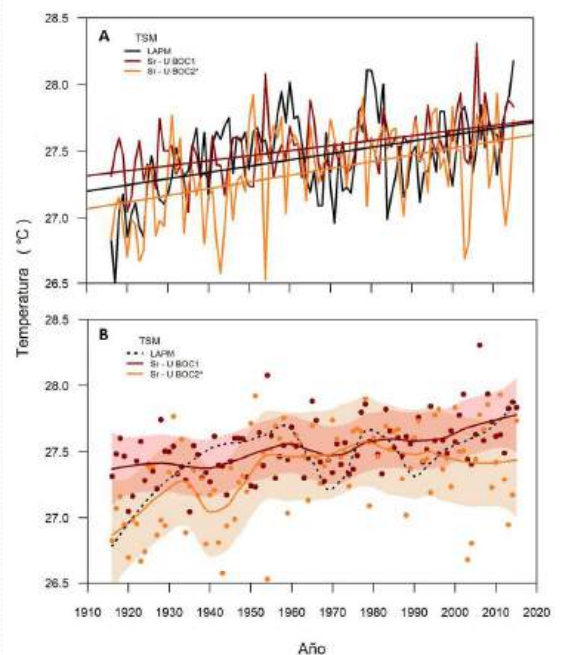 28.5
A
TSM
LAPM
Sr - U BOC1
Sr - U BOC2*
28.0
27.5
27.0
26.5
Temperatura ( °C)
28.5
B
TSM
LAPM
Sr - U BOC1
Sr - U BOC2*
28.0
27.5
27.0
26.5
1910 1920 1930 1940 1950 1960 1970 1980 1990 2000 2010 2020
Año